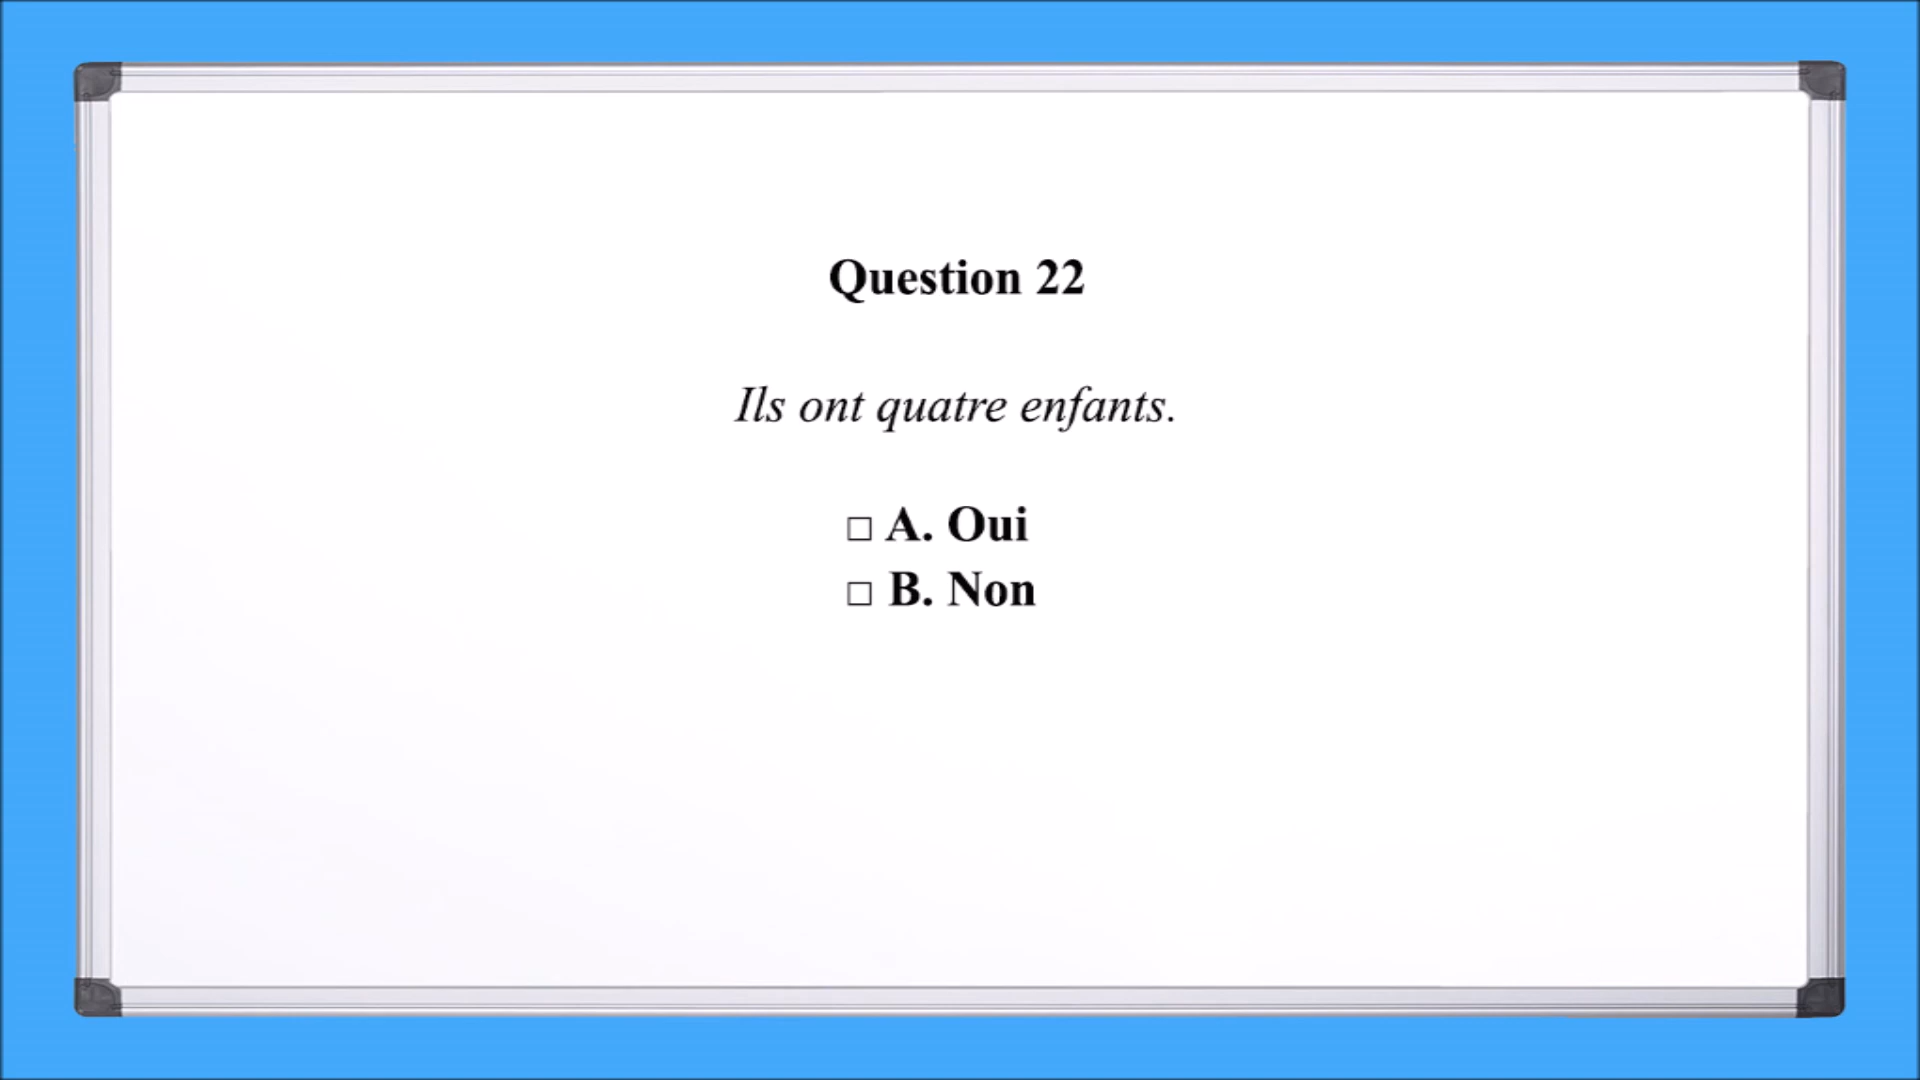 Question 22
Ils ont quatre enfants.
□ A. Oui
□ B. Non